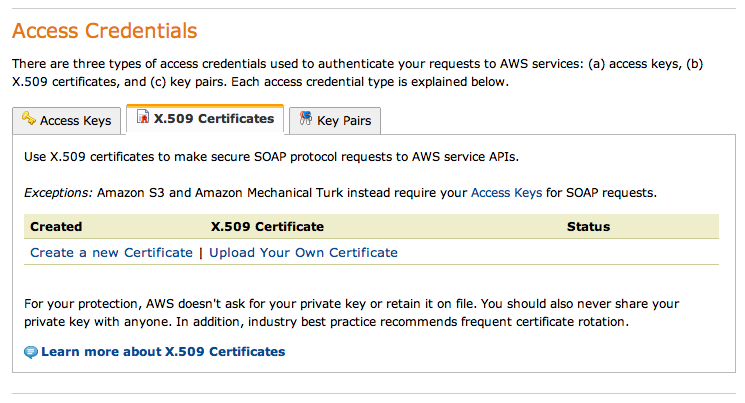 Access Credentials
There are three types of access credentials used to authenticate your requests to AWS services: (a) access keys, (b)
X.509 certificates, and (c) key pairs. Each access credential type is explained below.
Access Keys X.509 Certificates Key Pairs
Use X.509 certificates to make secure SOAP protocol requests to AWS service APIs.
Exceptions: Amazon S3 and Amazon Mechanical Turk instead require your Access Keys for SOAP requests.
Created X.509 Certificate Status
Create a new Certificate | Upload Your Own Certificate
For your protection, AWS doesn't ask for your private key or retain it on file. You should also never share your
private key with anyone. In addition, industry best practice recommends frequent certificate rotation.
Learn more about X.509 Certificates